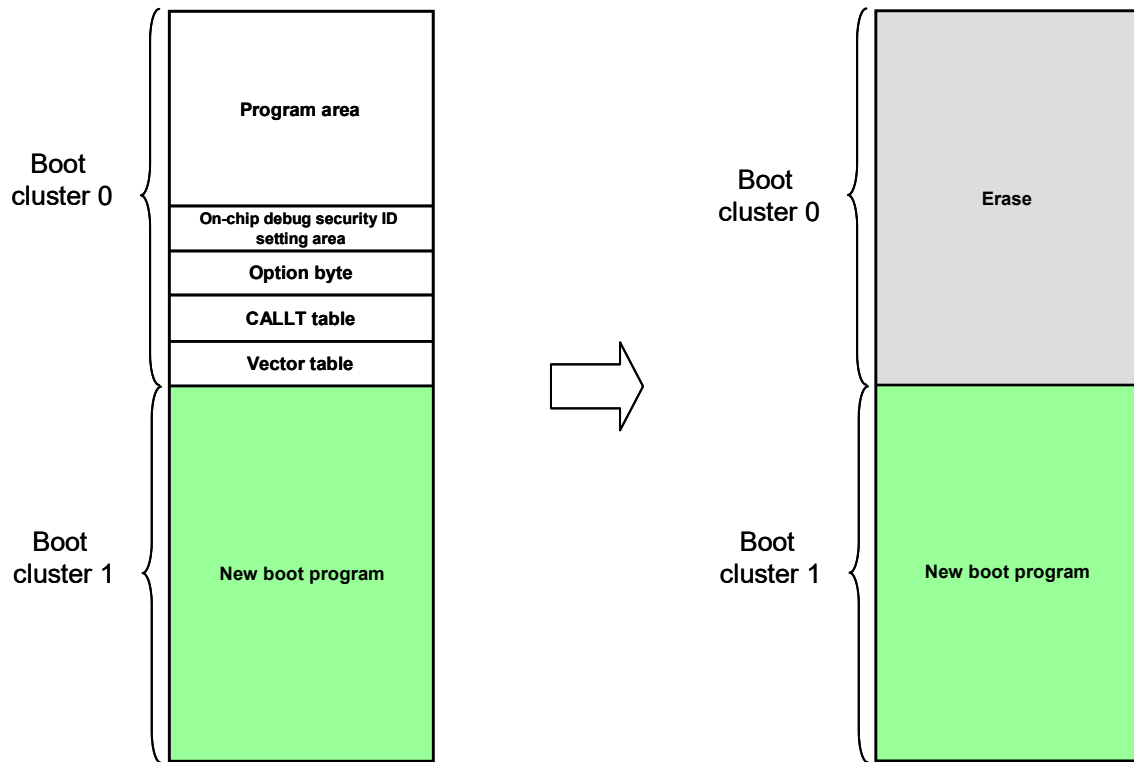 Boot
cluster 0
Program area
On-chip debug security ID
setting area
Option byte
CALLT table
Vector table
Boot
cluster 1
New boot program
Boot
cluster 0
Erase
Boot
cluster 1
New boot program